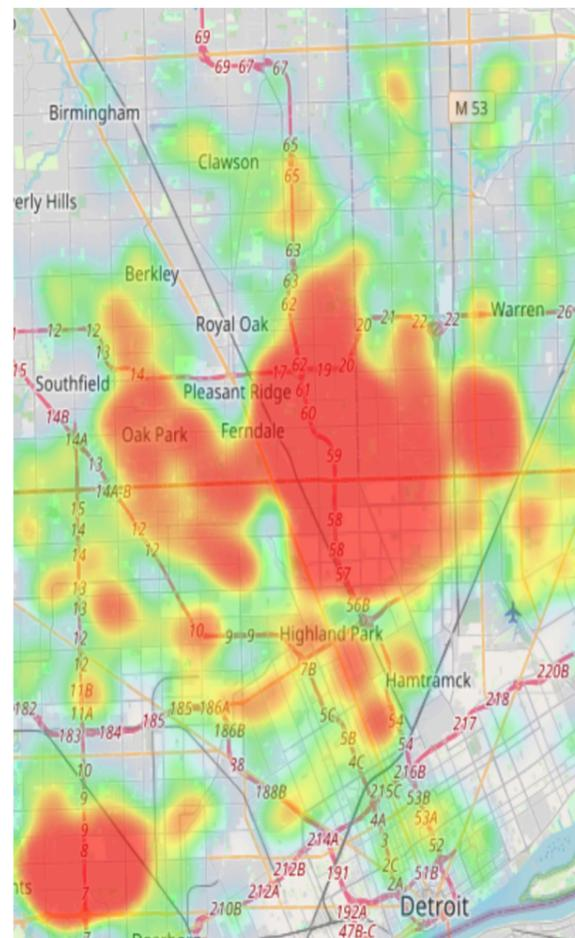 69
69 67 67
Birmingham
M 53
65
Clawson
65
erly Hills
63
Berkley
63
62
20 21 22 22
Warren
26
12 12
Royal Oak
13
15
14
17 62 19 20
Southfield
Pleasant Ridge
61
14B
60
14A
Oak Park
Ferndale
13
59
14A-B
15
12
58
14
12
58
14
57
13
13
56B
10 9 9
Highland Park
12
12
7B
Hamtramck
220B
11B
218
182
11A
185 186A
5C
54
217
183 184 185
186B
5B
54
10
38
4C
216B
9
188B
215C
53B
9
4A
53A
8
214A
3
52
212B
191
2C
51B
7
212A
2A
nts
210B
192A
Detroit
7
Dearborn
47B-C